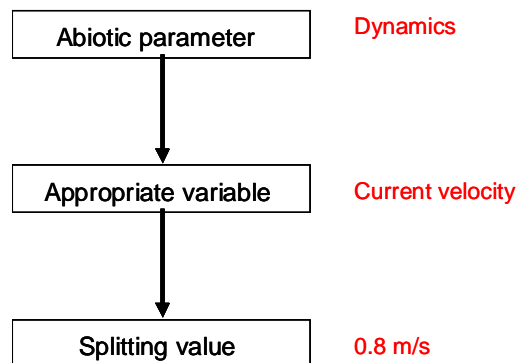 Abiotic parameter
Dynamics
Appropriate variable
Current velocity
Splitting value
0.8 m/s